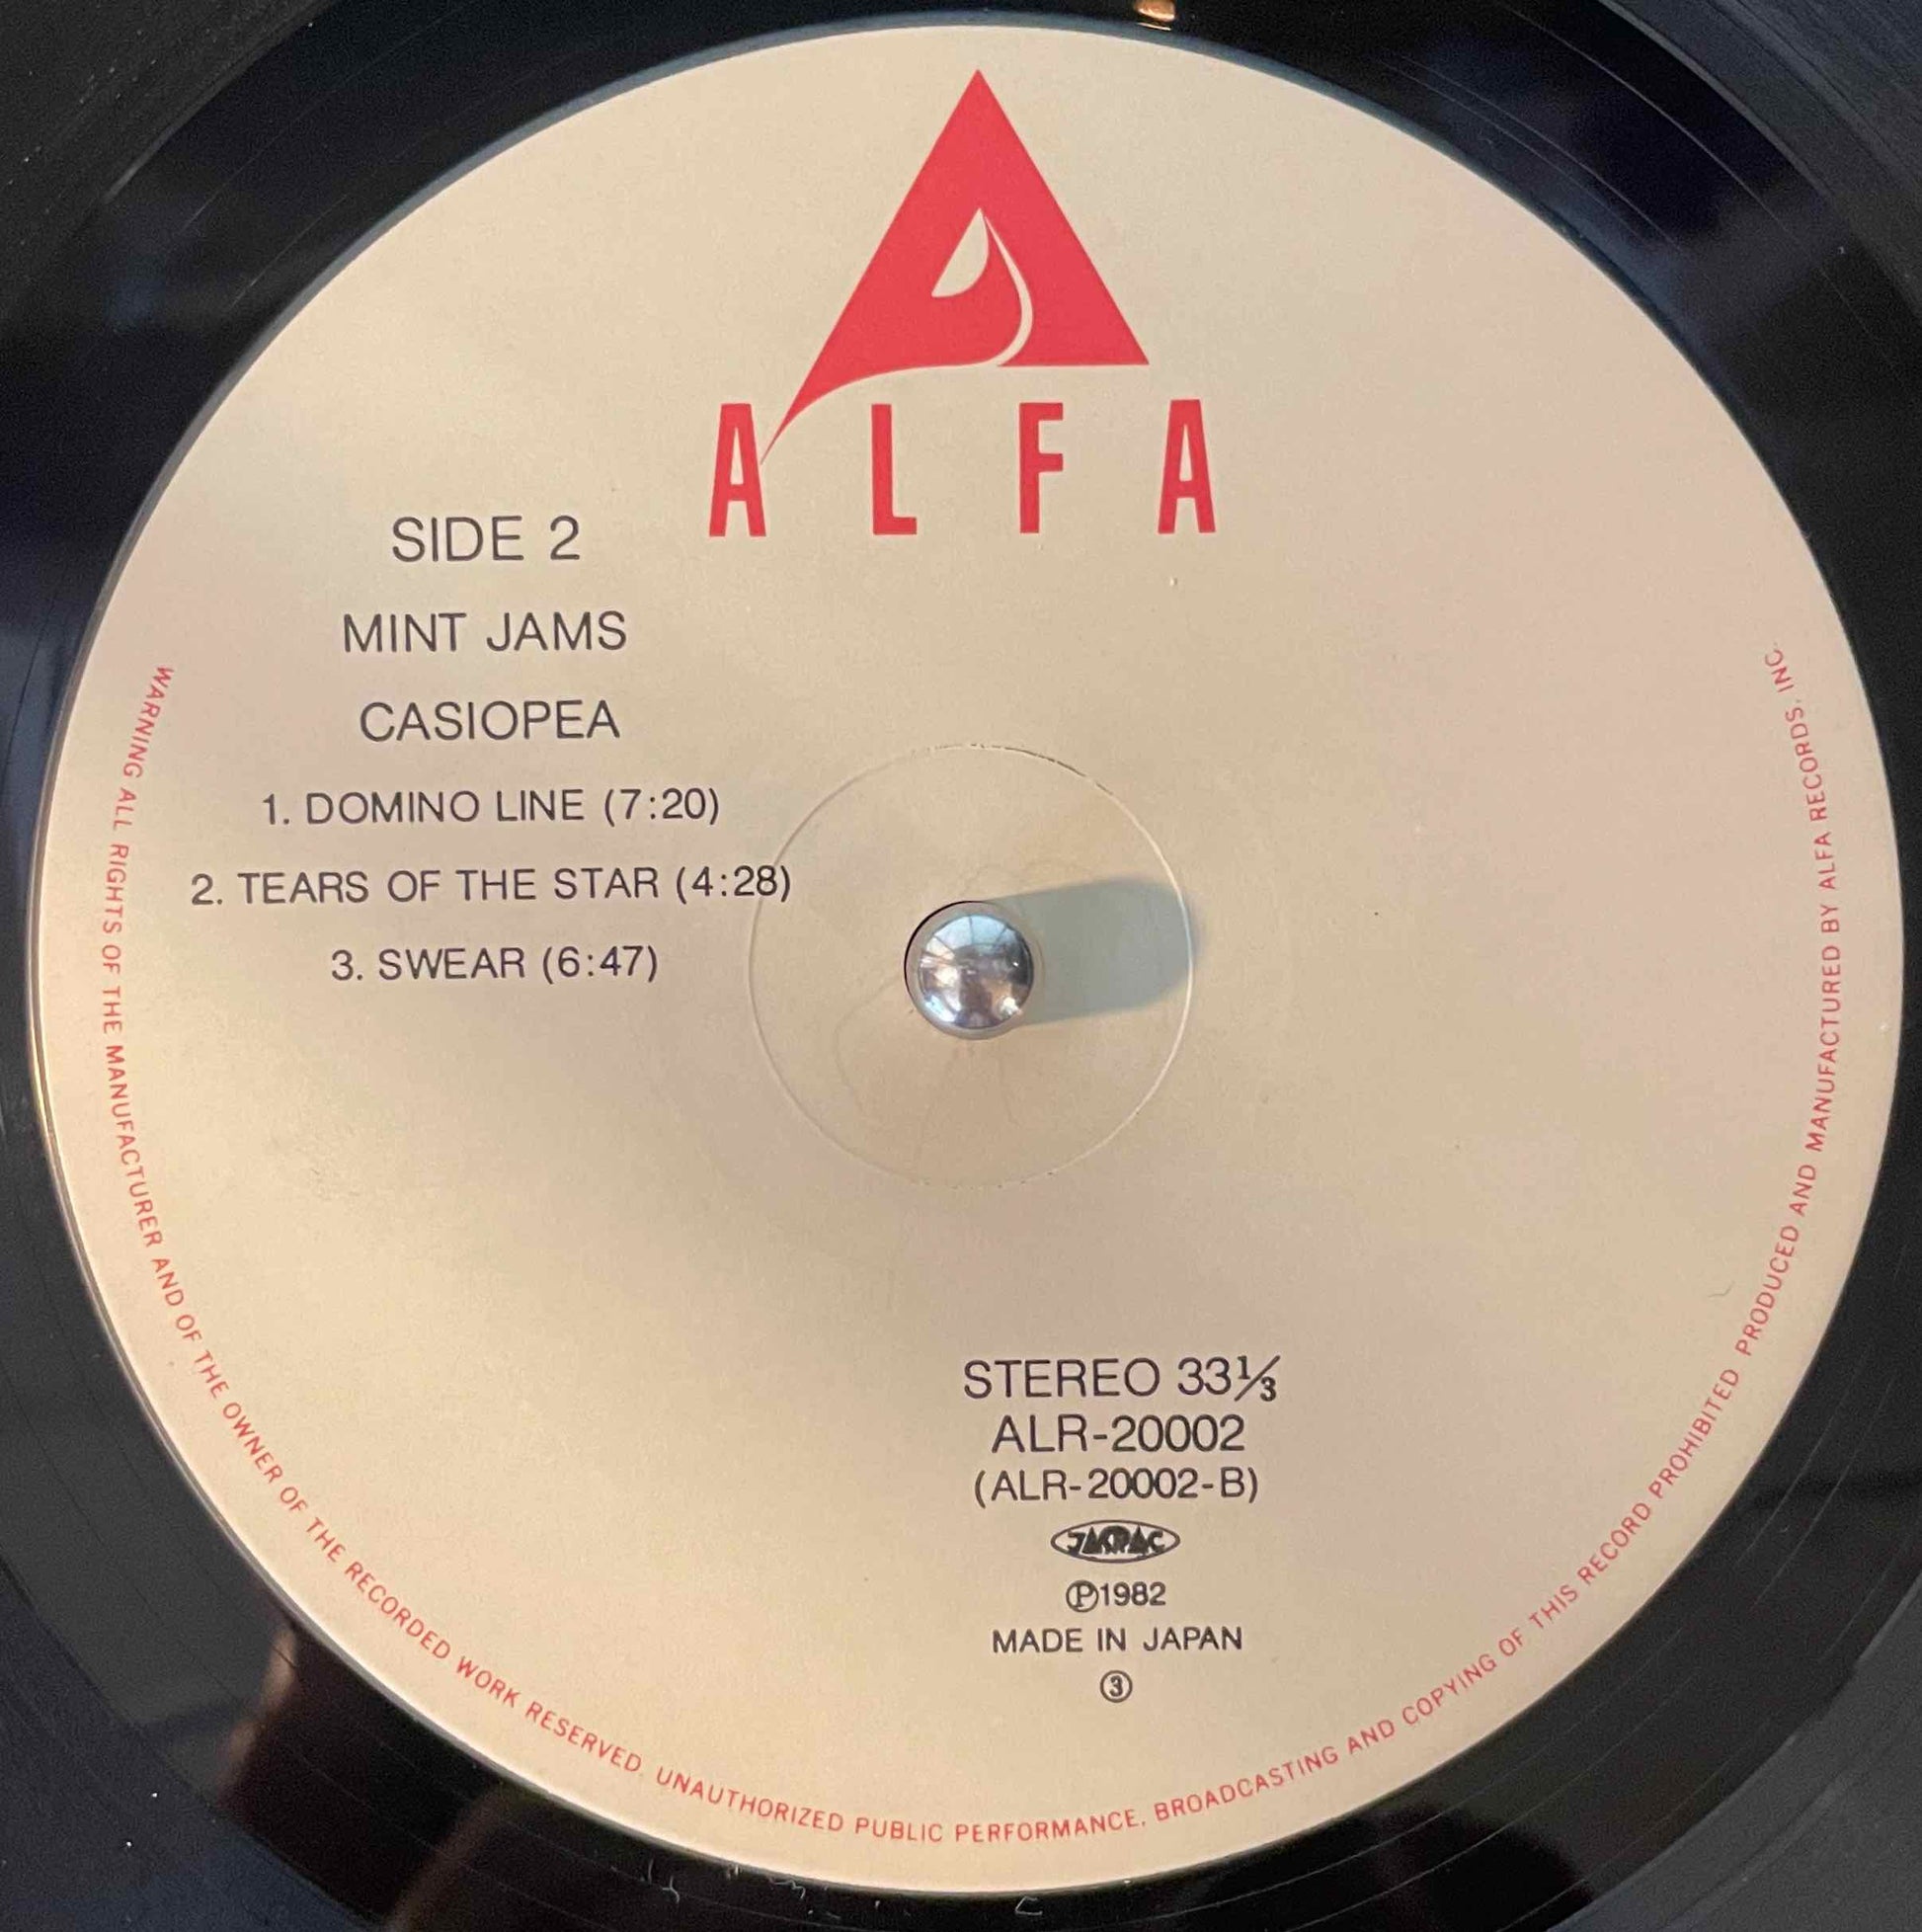 ALFA
SIDE 2
MINT JAMS
CASIOPEA
1. DOMINO LINE (7:20)
2. TEARS OF THE STAR (4:28)
3. SWEAR (6:47)
STEREO 33⅓
ALR-20002
(ALR-20002-B)
JASRAC
Ⓟ1982
MADE IN JAPAN
③
WARNING ALL RIGHTS OF THE MANUFACTURER AND OF THE OWNER OF THE RECORDED WORK RESERVED. UNAUTHORIZED PUBLIC PERFORMANCE, BROADCASTING AND COPYING OF THIS RECORD PROHIBITED PRODUCED AND MANUFACTURED BY ALFA RECORDS, INC.